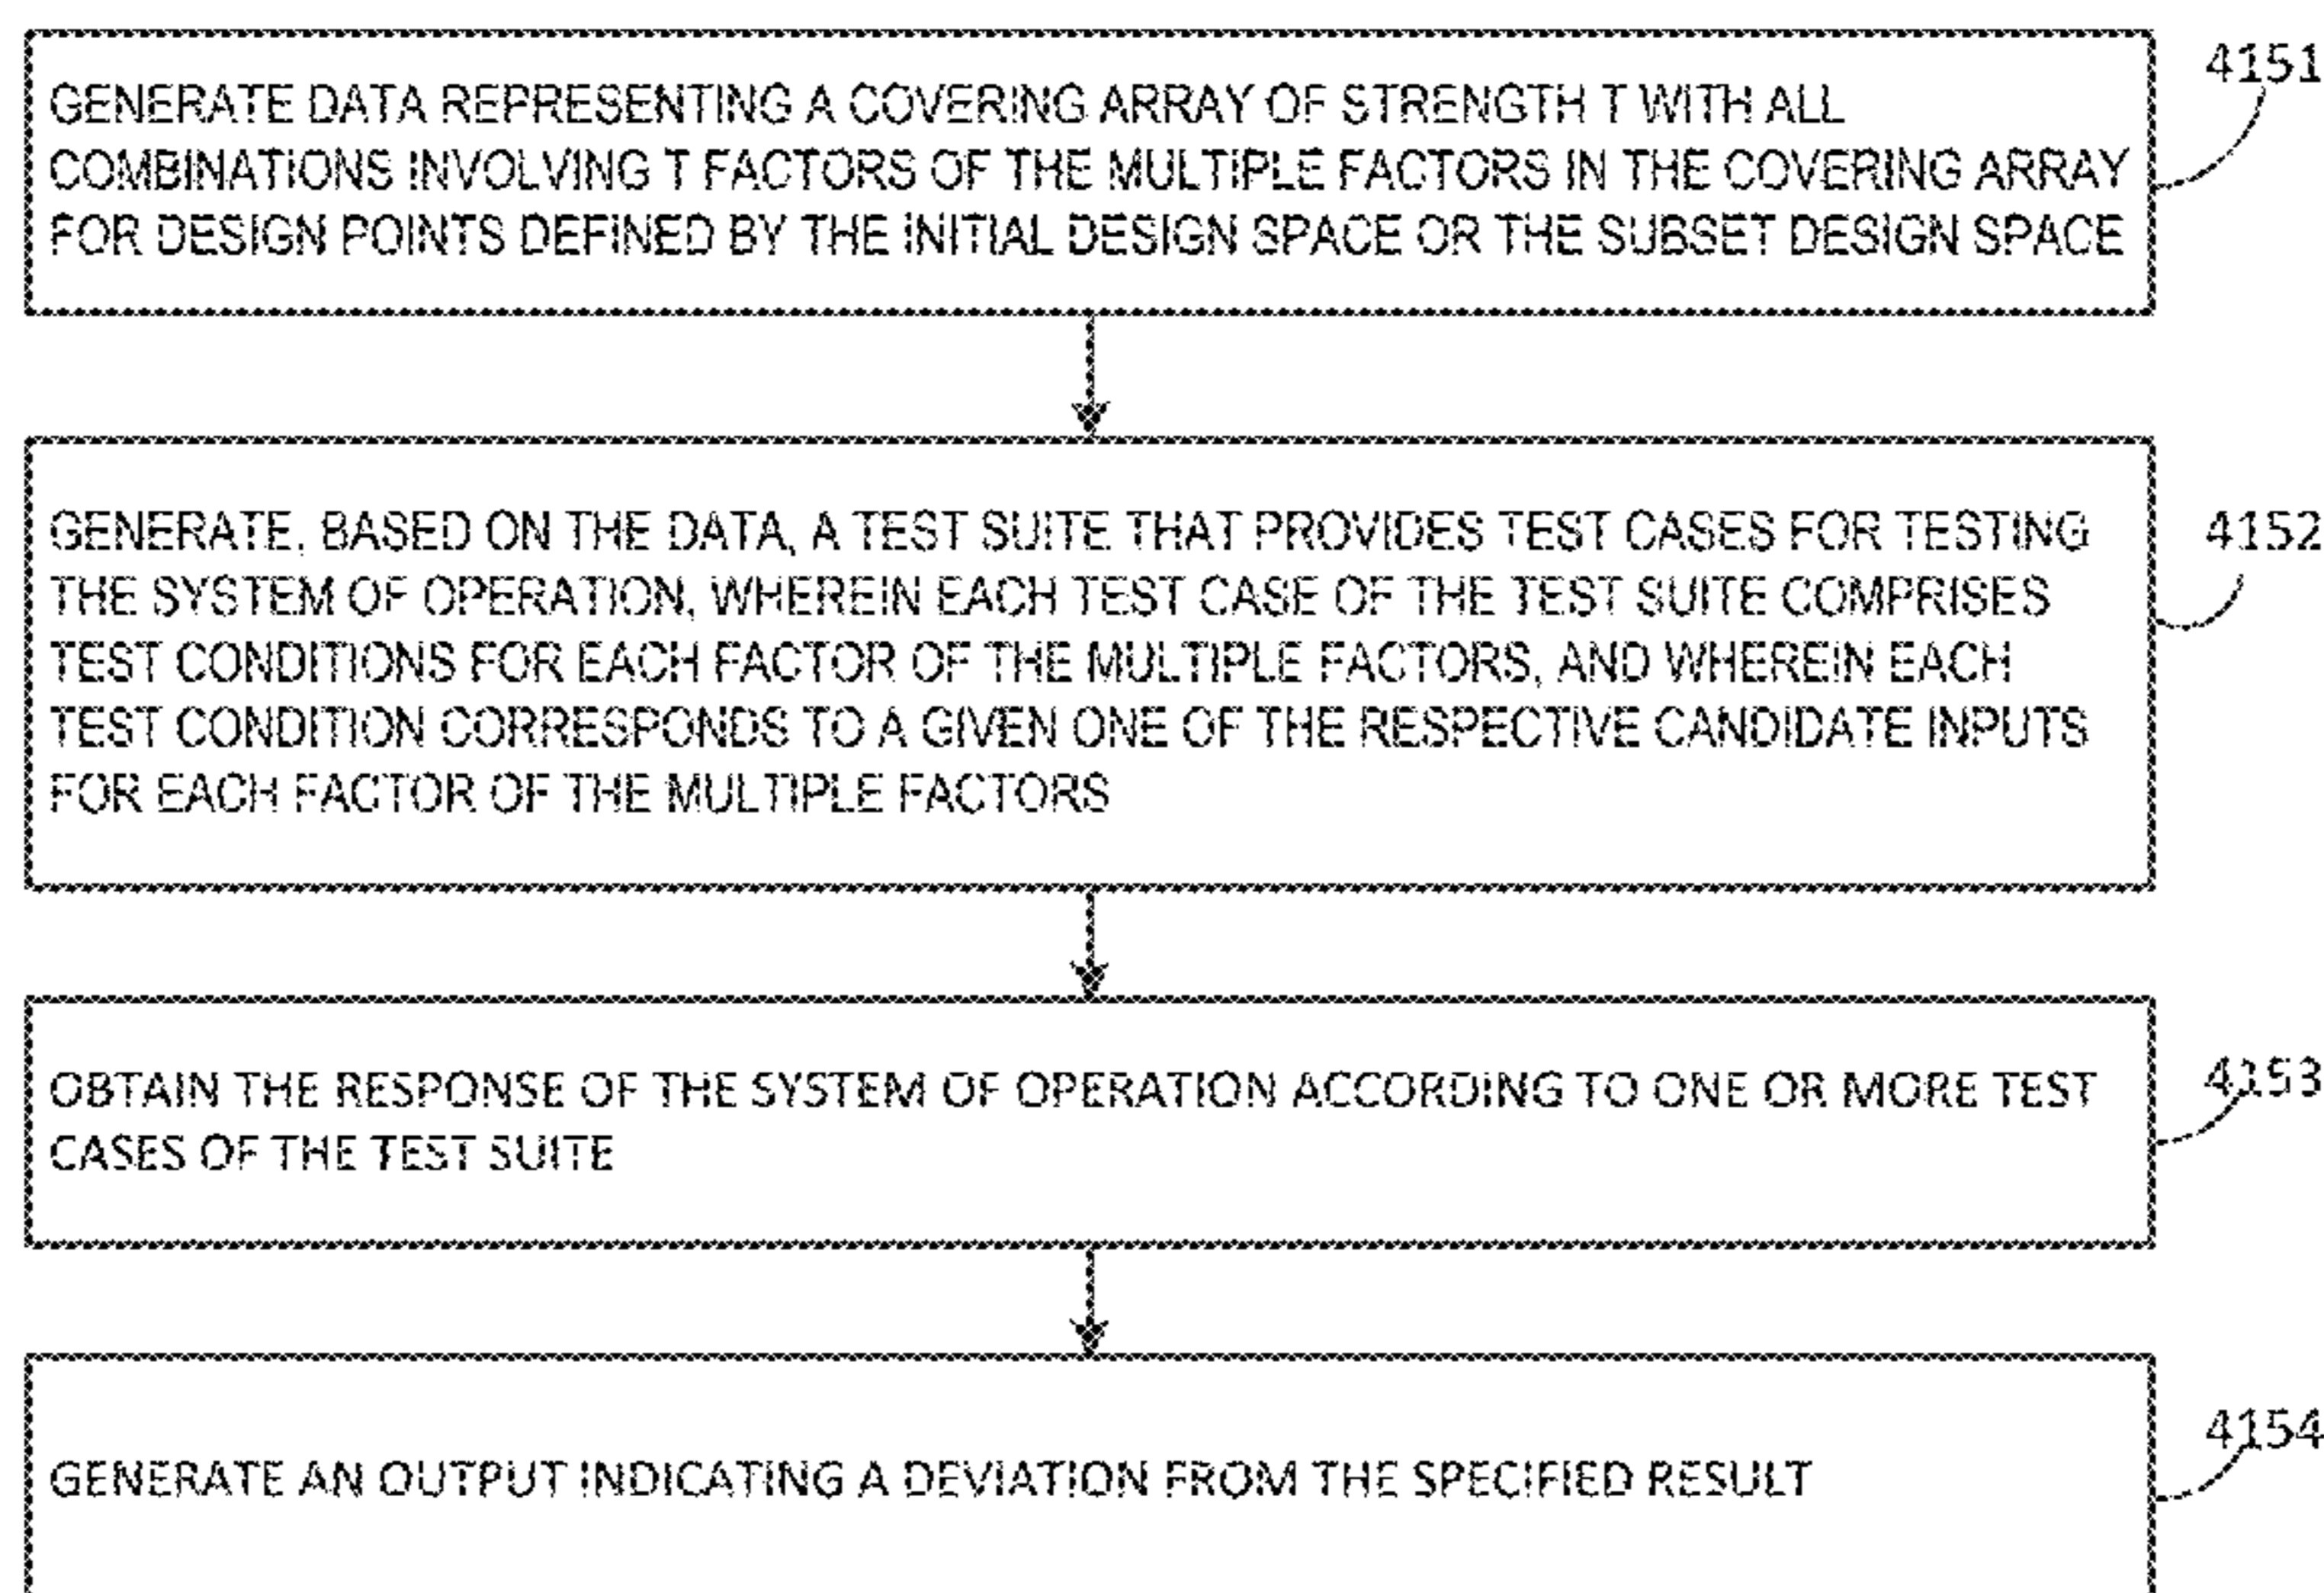 4151
GENERATE DATA REPRESENTING A COVERING ARRAY OF STRENGTH T WITH ALL
COMBINATIONS INVOLVING T FACTORS OF THE MULTIPLE FACTORS IN THE COVERING ARRAY
FOR DESIGN POINTS DEFINED BY THE INITIAL DESIGN SPACE OR THE SUBSET DESIGN SPACE
4152
GENERATE, BASED ON THE DATA, A TEST SUITE THAT PROVIDES TEST CASES FOR TESTING
THE SYSTEM OF OPERATION, WHEREIN EACH TEST CASE OF THE TEST SUITE COMPRISES
TEST CONDITIONS FOR EACH FACTOR OF THE MULTIPLE FACTORS, AND WHEREIN EACH
TEST CONDITION CORRESPONDS TO A GIVEN ONE OF THE RESPECTIVE CANDIDATE INPUTS
FOR EACH FACTOR OF THE MULTIPLE FACTORS
4153
OBTAIN THE RESPONSE OF THE SYSTEM OF OPERATION ACCORDING TO ONE OR MORE TEST
CASES OF THE TEST SUITE
4154
GENERATE AN OUTPUT INDICATING A DEVIATION FROM THE SPECIFIED RESULT